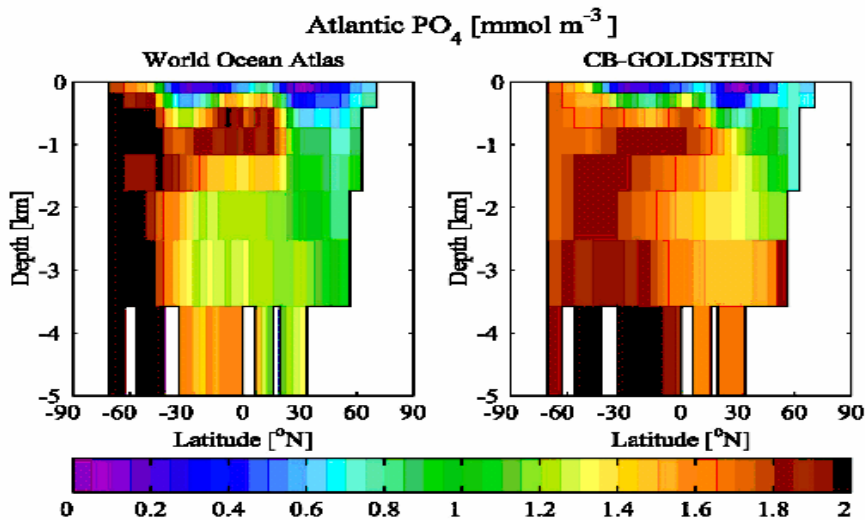 Atlantic PO4 [mmol m-3]
World Ocean Atlas
CB-GOLDSTEIN
0
-1
-2
-3
-4
-5
Depth [km]
-90 -60 -30 0 30 60 90
Latitude [oN]
0
-1
-2
-3
-4
-5
Depth [km]
-90 -60 -30 0 30 60 90
Latitude [oN]
0 0.2 0.4 0.6 0.8 1 1.2 1.4 1.6 1.8 2